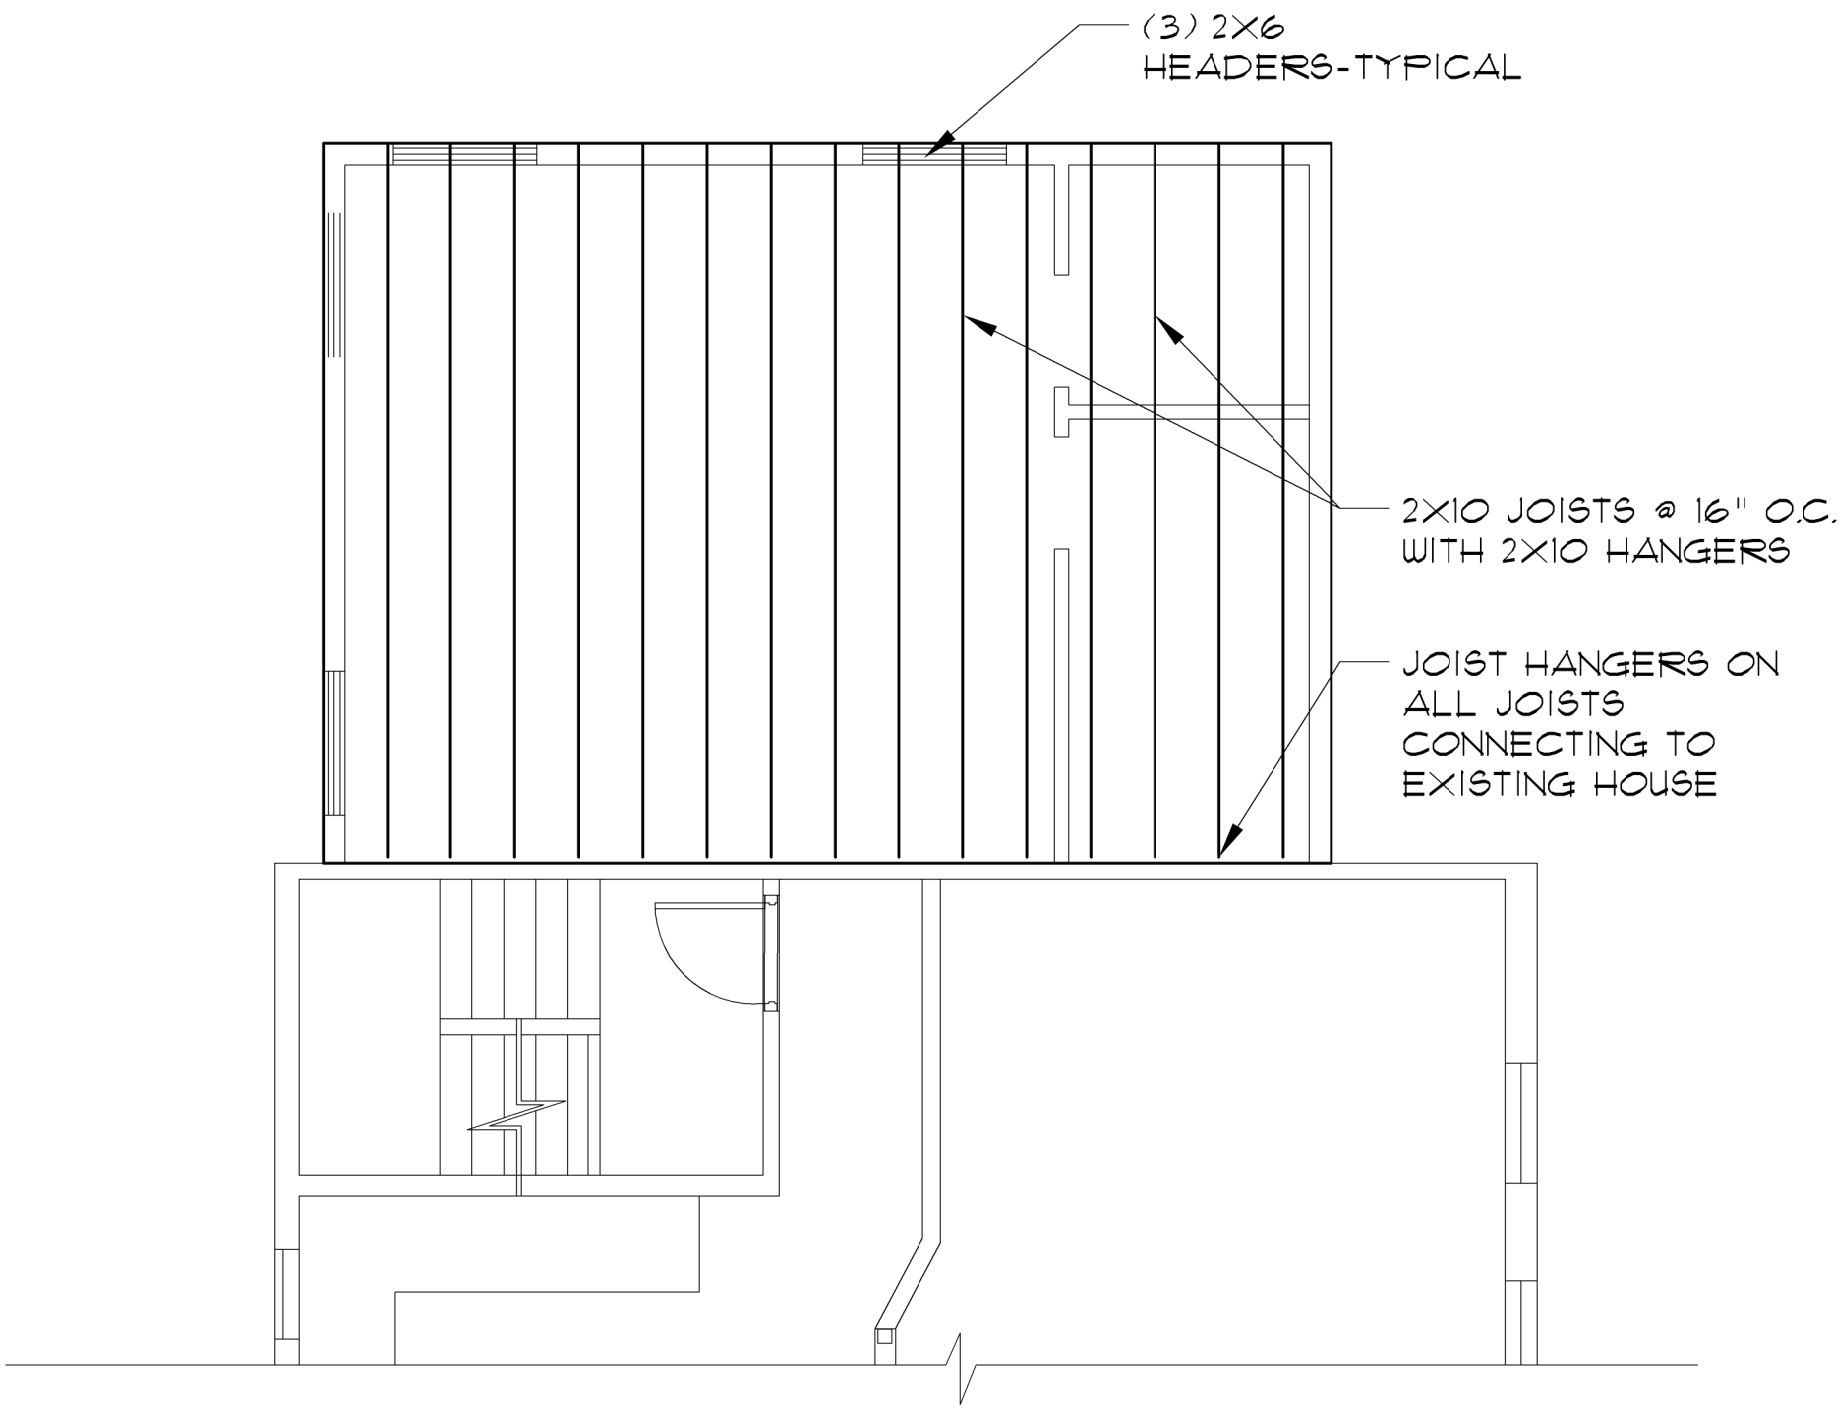 (3) 2X6
HEADERS-TYPICAL
2X10 JOISTS @ 16" O.C.
WITH 2X10 HANGERS
JOIST HANGERS ON
ALL JOISTS
CONNECTING TO
EXISTING HOUSE